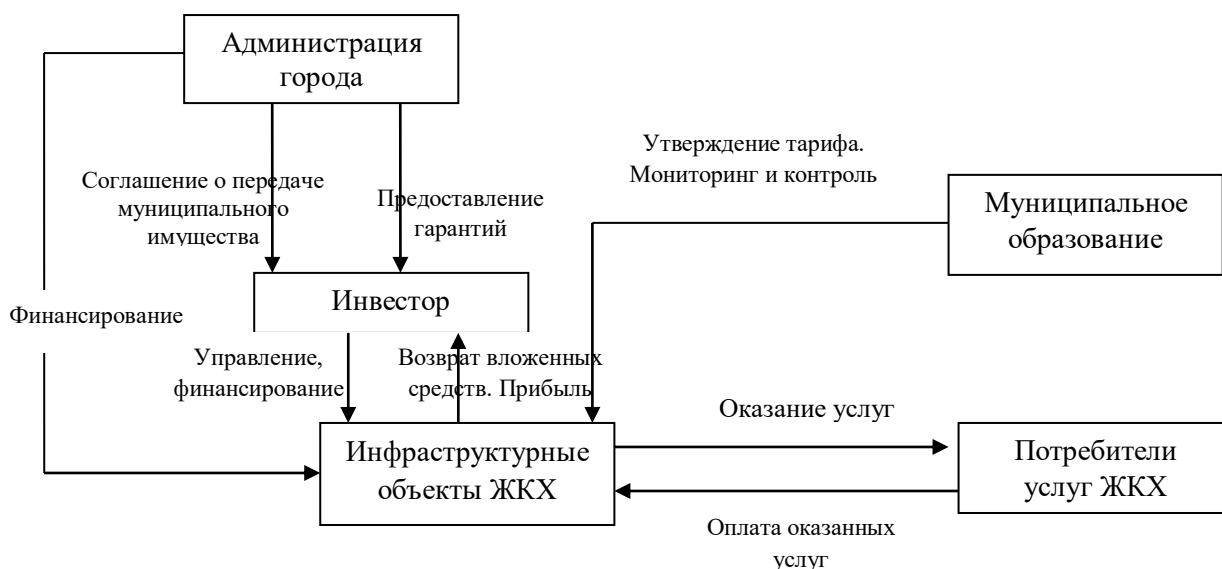 Администрация
города
Утверждение тарифа.
Мониторинг и контроль
Соглашение о передаче
муниципального
имущества
Предоставление
гарантий
Муниципальное
образование
Инвестор
Финансирование
Управление,
финансирование
Возврат вложенных
средств. Прибыль
Оказание услуг
Инфраструктурные
объекты ЖКХ
Потребители
услуг ЖКХ
Оплата оказанных
услуг